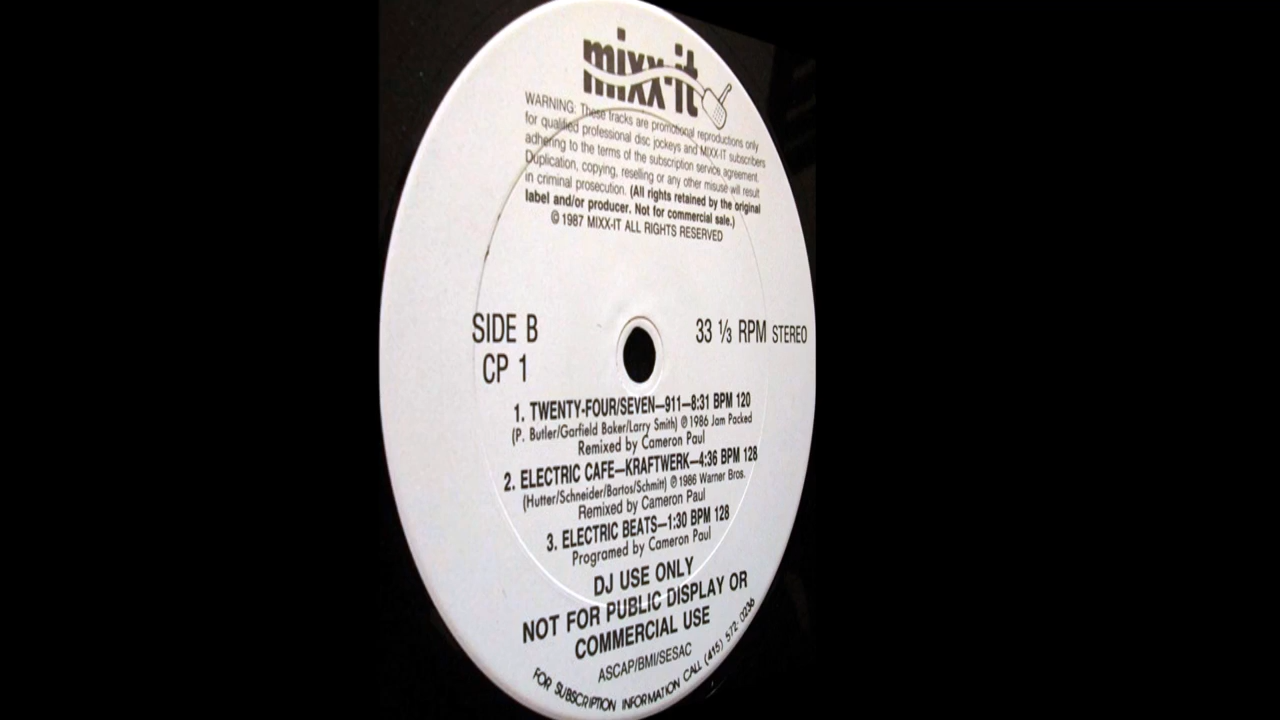 mixx-it
WARNING: These tracks are promotional reproductions only
for qualified professional disc jockeys and MIXX-IT subscribers
adhering to the terms of the subscription service agreement.
Duplication, copying, reselling or any other misuse will result
in criminal prosecution. (All rights retained by the original
label and/or producer. Not for commercial sale.)
© 1987 MIXX-IT ALL RIGHTS RESERVED
SIDE B
CP 1
33 ⅓ RPM STEREO
1. TWENTY-FOUR/SEVEN—911—8:31 BPM 120
(P. Butler/Garfield Baker/Larry Smith) ℗ 1986 Jam Packed
Remixed by Cameron Paul
2. ELECTRIC CAFE—KRAFTWERK—4:36 BPM 128
(Hutter/Schneider/Bartos/Schmitt) ℗ 1986 Warner Bros.
Remixed by Cameron Paul
3. ELECTRIC BEATS—1:30 BPM 128
Programed by Cameron Paul
DJ USE ONLY
NOT FOR PUBLIC DISPLAY OR
COMMERCIAL USE
ASCAP/BMI/SESAC
FOR SUBSCRIPTION INFORMATION CALL (415) 572-0236